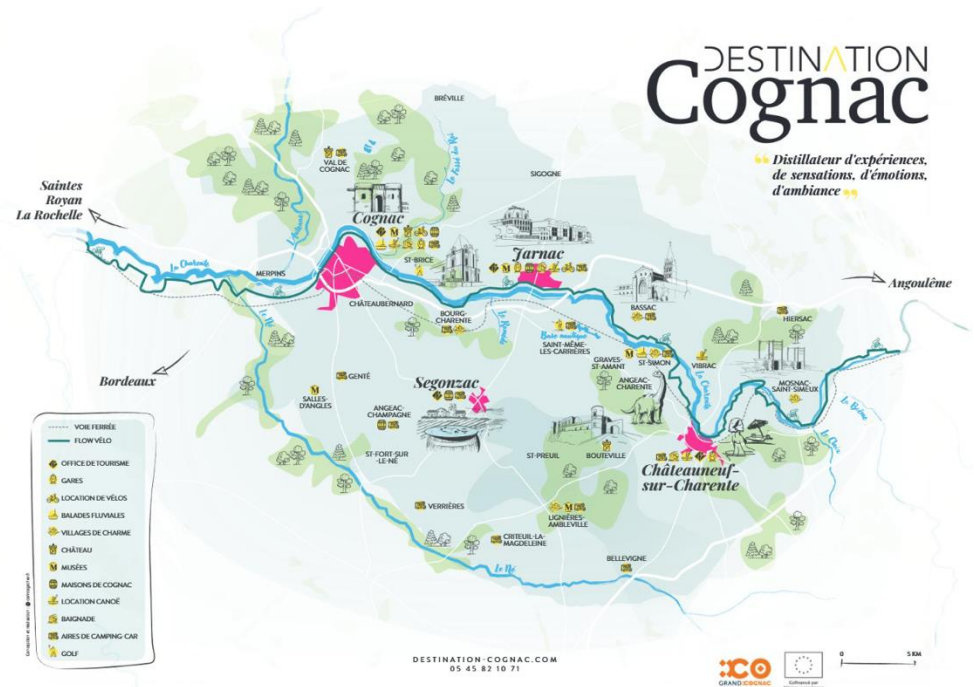 DESTINATION
Cognac
Distillateur d'expériences,
de sensations, d'émotions,
d'ambiance
BRÉVILLE
VAL DE
COGNAC
SIGOGNE
Saintes
Royan
La Rochelle
Cognac
Jarnac
La Charente
MERPINS
ST-BRICE
CHÂTEAUBERNARD
BOURG-
CHARENTE
BASSAC
Angoulême
HIERSAC
SAINT-MÊME-
LES-CARRIÈRES
GRAVES-
ST-AMANT
ST-SIMON
VIBRAC
ANGEAC-
CHARENTE
MOSNAC-
SAINT-SIMEUX
La Charente
Le Né
Bordeaux
GENTÉ
SALLES-
D'ANGLES
Segonzac
ANGEAC-
CHAMPAGNE
ST-FORT-SUR
-LE-NÉ
ST-PREUIL
BOUTEVILLE
Châteauneuf-
sur-Charente
VERRIÈRES
LIGNIÈRES-
AMBLEVILLE
CRITEUIL-LA-
MAGDELEINE
BELLEVIGNE
Le Né
VOIE FERRÉE
FLOW VÉLO
OFFICE DE TOURISME
GARES
LOCATION DE VÉLOS
BALADES FLUVIALES
VILLAGES DE CHARME
CHÂTEAU
MUSÉES
MAISONS DE COGNAC
LOCATION CANOË
BAIGNADE
AIRES DE CAMPING-CAR
GOLF
DESTINATION-COGNAC.COM
05 45 82 10 71
GRAND COGNAC
Cofinancé par
0 5 KM